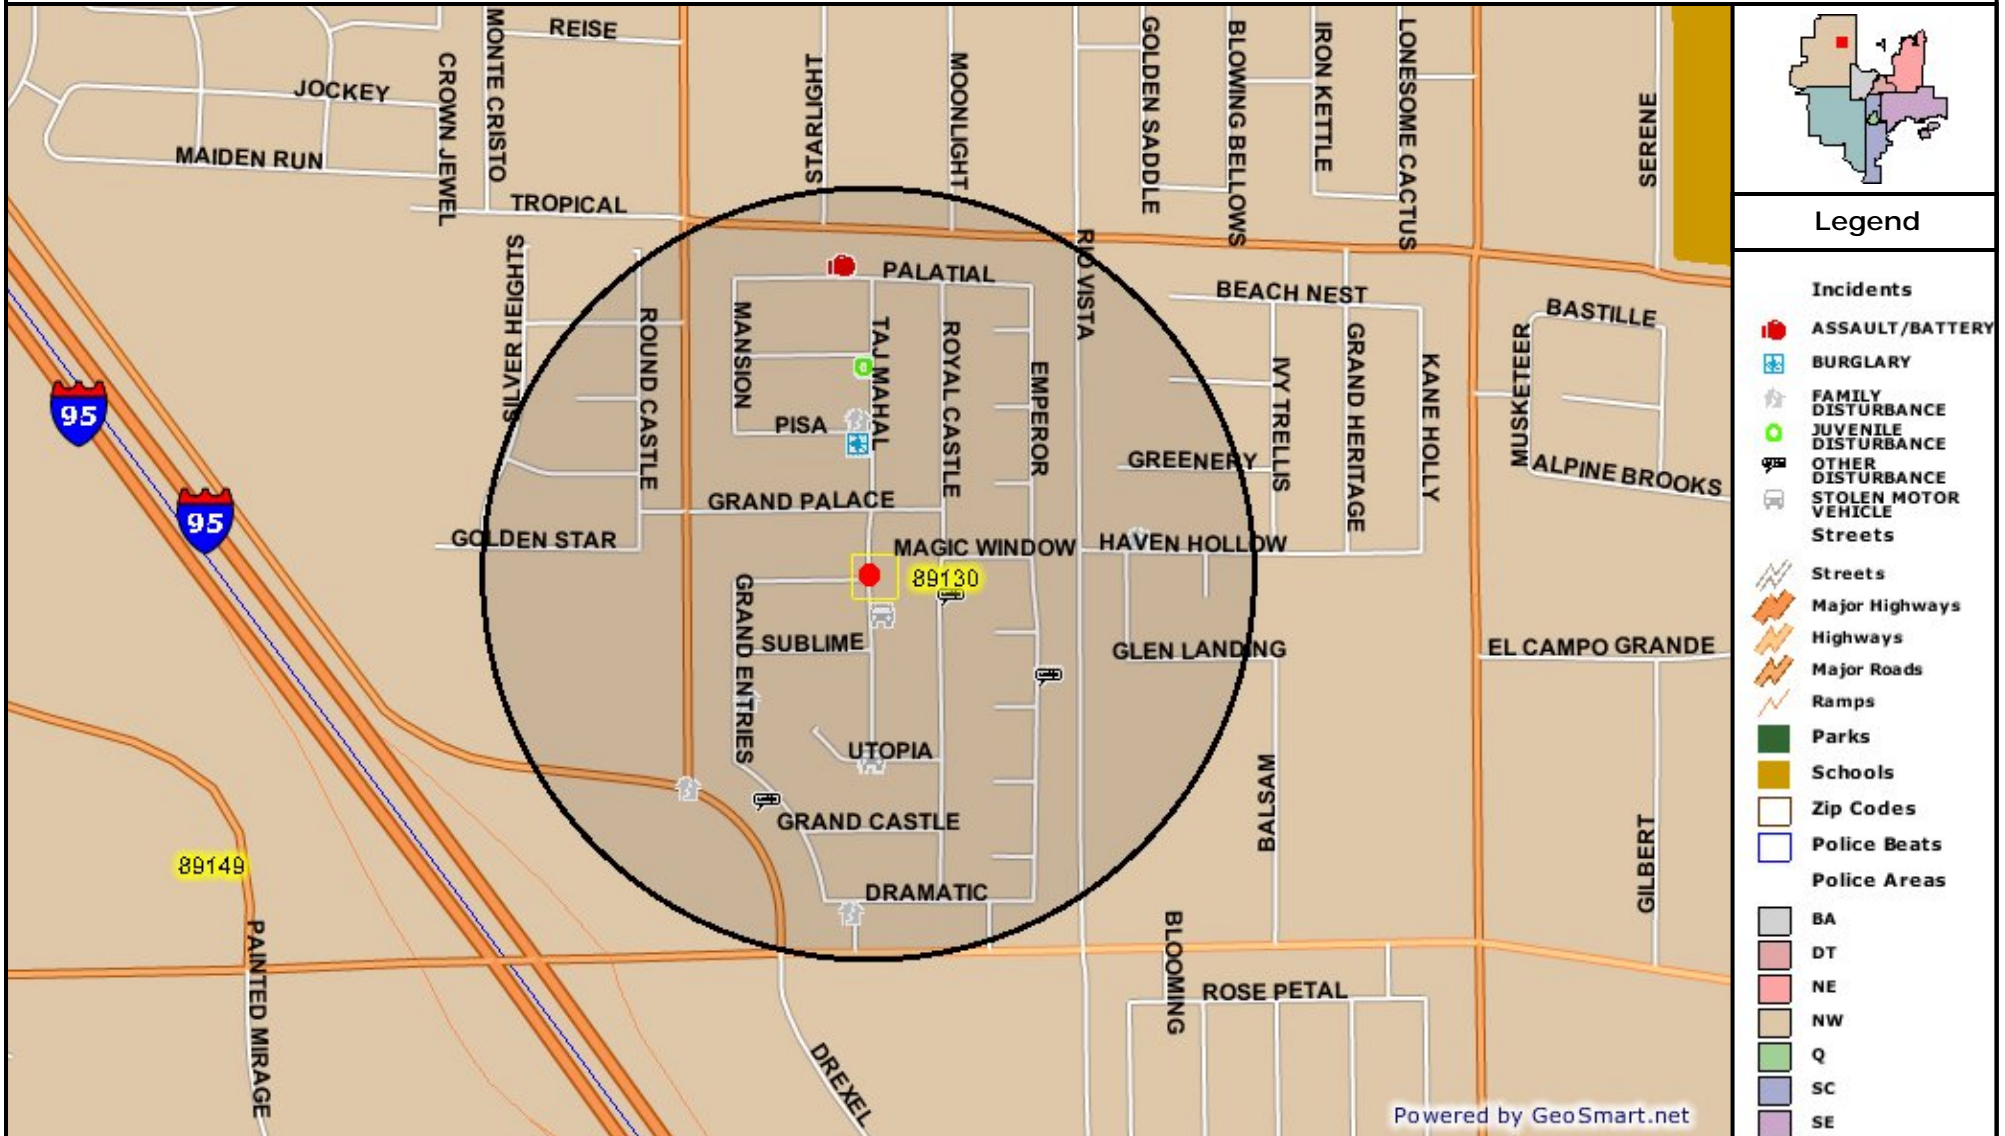 REISE
MONTE CRISTO
JOCKEY
CROWN JEWEL
MAIDEN RUN
TROPICAL
STARLIGHT
MOONLIGHT
GOLDEN SADDLE
BLOWING BELLOWS
IRON KETTLE
LONESOME CACTUS
SERENE
SILVER HEIGHTS
ROUND CASTLE
PALATIAL
RIO VISTA
MANSION
TAJ MAHAL
ROYAL CASTLE
EMPEROR
PISA
BEACH NEST
BASTILLE
MUSKETEER
IVY TRELLIS
GRAND HERITAGE
KANE HOLLY
GREENERY
ALPINE BROOKS
95
95
GRAND PALACE
GOLDEN STAR
MAGIC WINDOW
HAVEN HOLLOW
89130
GRAND ENTRIES
SUBLIME
GLEN LANDING
EL CAMPO GRANDE
UTOPIA
BALSAM
GRAND CASTLE
GILBERT
89149
DRAMATIC
PAINTED MIRAGE
BLOOMING
ROSE PETAL
DREXEL
Powered by GeoSmart.net
Legend
Incidents
ASSAULT/BATTERY
BURGLARY
FAMILY
DISTURBANCE
JUVENILE
DISTURBANCE
OTHER
DISTURBANCE
STOLEN MOTOR
VEHICLE
Streets
Streets
Major Highways
Highways
Major Roads
Ramps
Parks
Schools
Zip Codes
Police Beats
Police Areas
BA
DT
NE
NW
Q
SC
SE